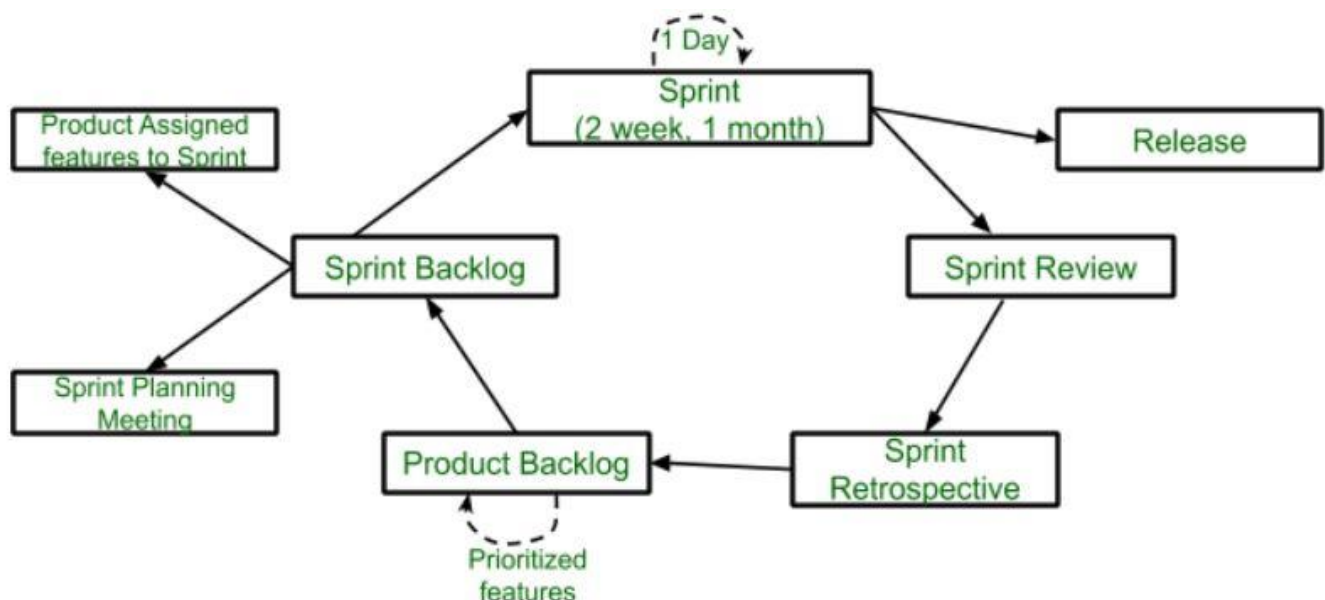 1 Day
Sprint
(2 week, 1 month)
Product Assigned
features to Sprint
Release
Sprint Backlog
Sprint Review
Sprint Planning
Meeting
Product Backlog
Sprint
Retrospective
Prioritized
features